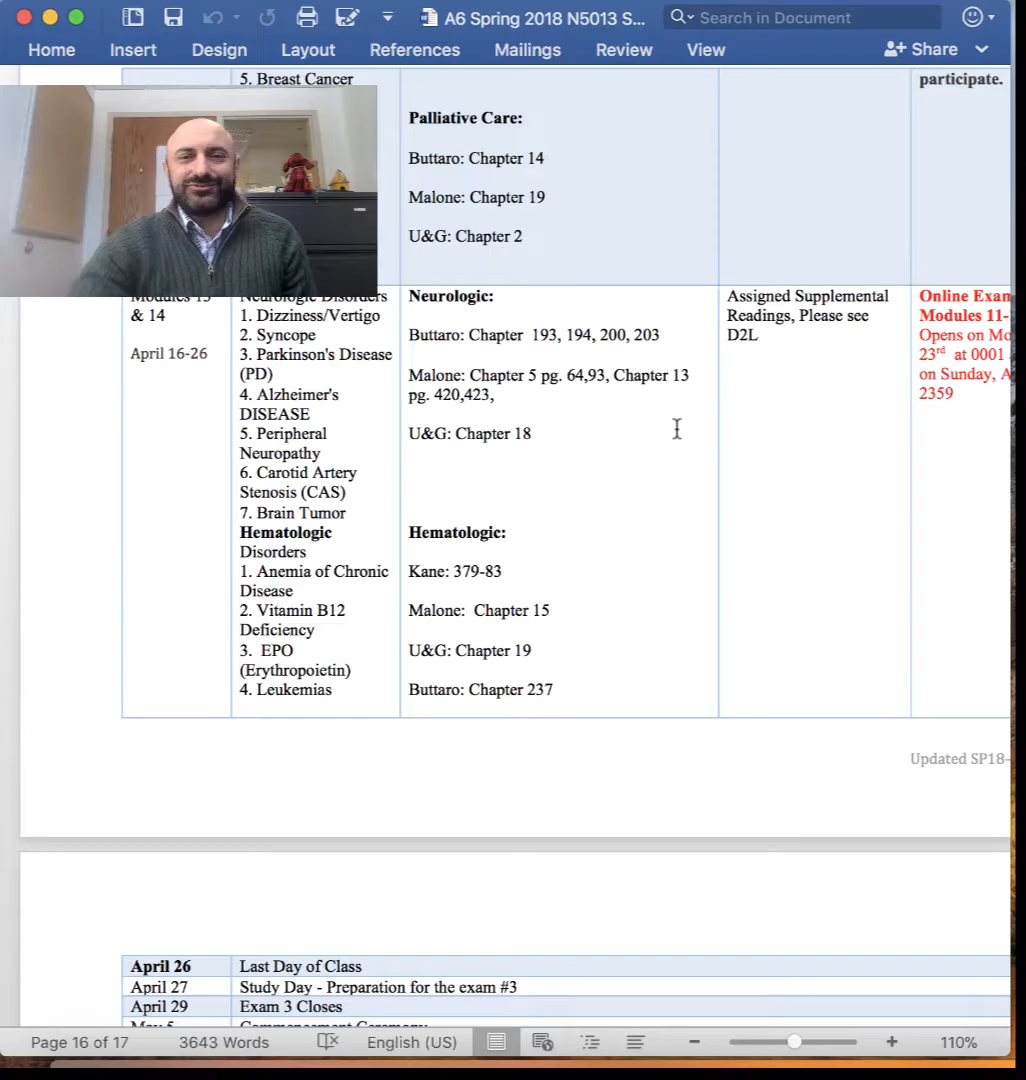 A6 Spring 2018 N5013 S...
Search in Document
Home Insert Design Layout References Mailings Review View Share
5. Breast Cancer
participate.
Palliative Care:
Buttaro: Chapter 14
Malone: Chapter 19
U&G: Chapter 2
Modules 13
& 14
April 16-26
Neurologic Disorders
1. Dizziness/Vertigo
2. Syncope
3. Parkinson's Disease
(PD)
4. Alzheimer's
DISEASE
5. Peripheral
Neuropathy
6. Carotid Artery
Stenosis (CAS)
7. Brain Tumor
Hematologic
Disorders
1. Anemia of Chronic
Disease
2. Vitamin B12
Deficiency
3. EPO
(Erythropoietin)
4. Leukemias
Neurologic:
Buttaro: Chapter 193, 194, 200, 203
Malone: Chapter 5 pg. 64,93, Chapter 13
pg. 420,423,
U&G: Chapter 18
Hematologic:
Kane: 379-83
Malone: Chapter 15
U&G: Chapter 19
Buttaro: Chapter 237
Assigned Supplemental
Readings, Please see
D2L
Online Exam
Modules 11-
Opens on Mo
23rd at 0001
on Sunday, A
2359
Updated SP18-
April 26 Last Day of Class
April 27 Study Day - Preparation for the exam #3
April 29 Exam 3 Closes
May 5 Commencement Ceremony
Page 16 of 17 3643 Words English (US) 110%